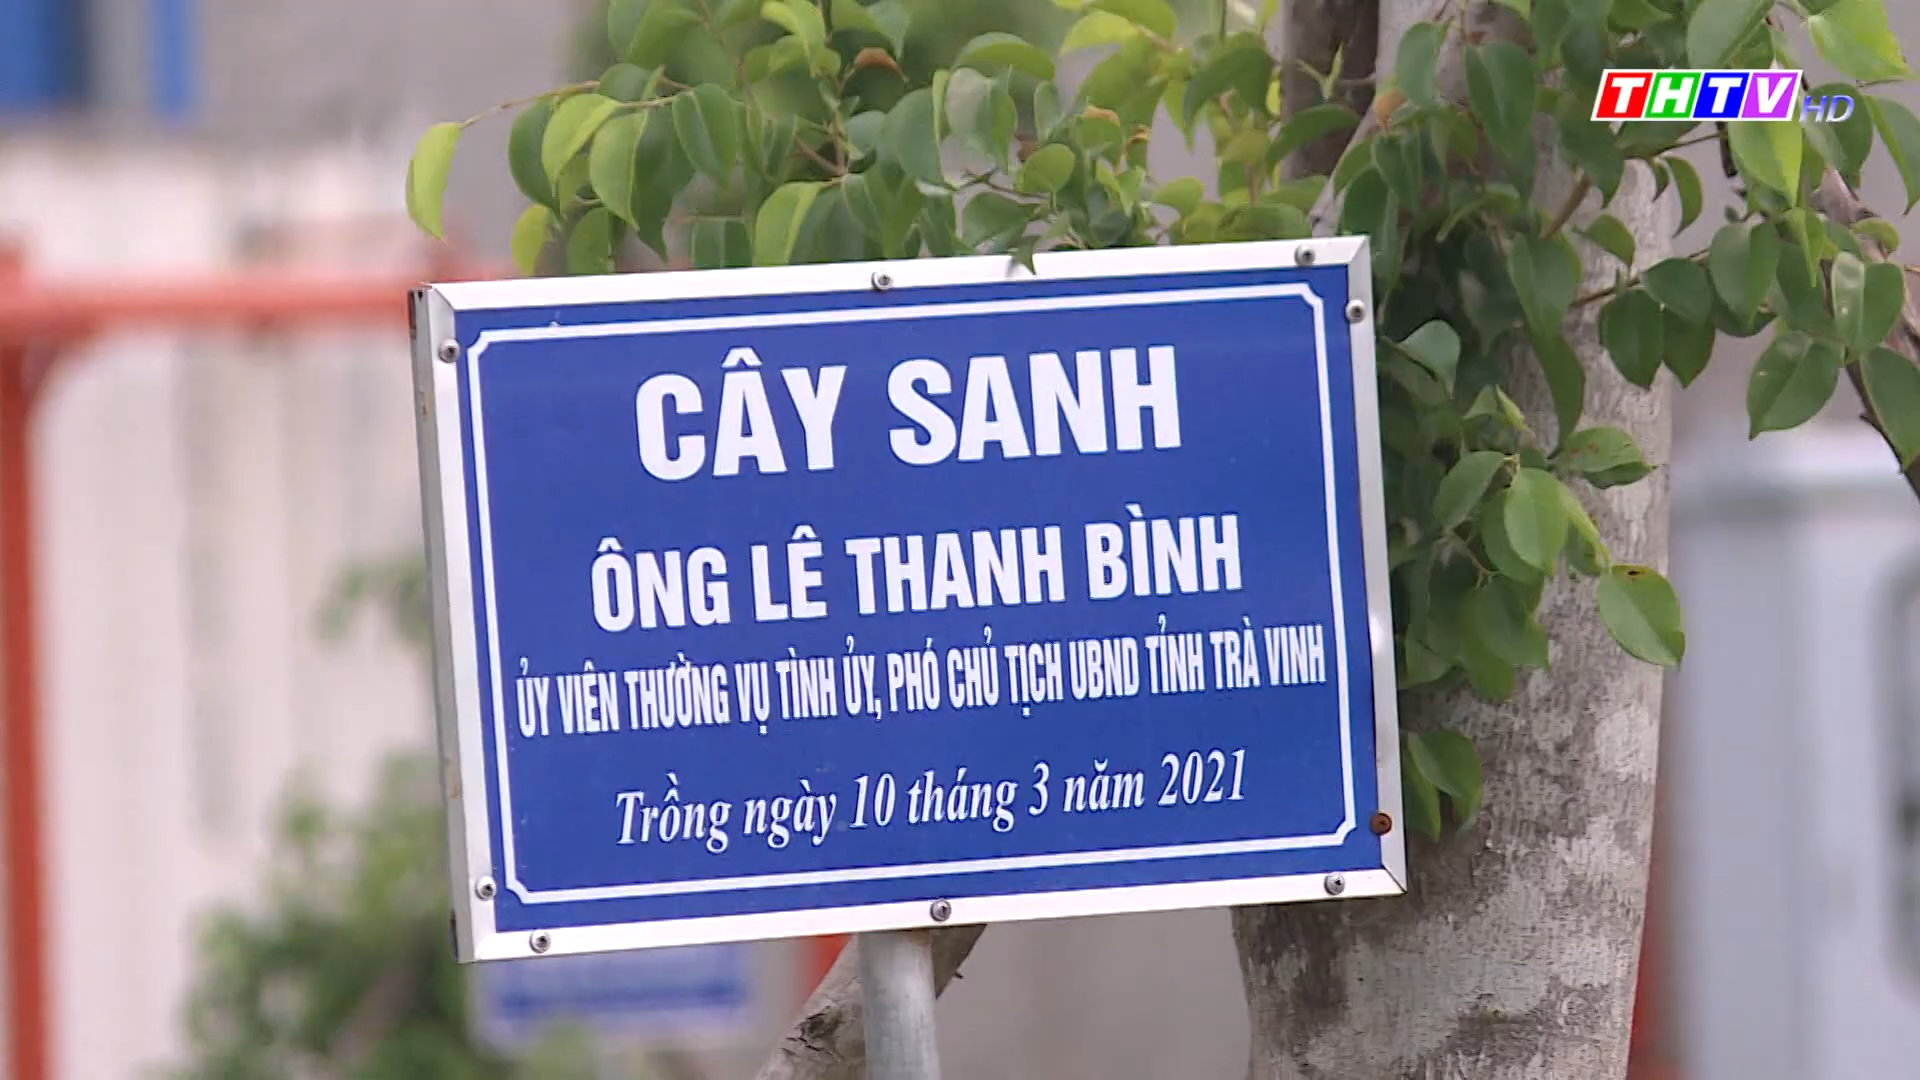 THTV HD
CÂY SANH
ÔNG LÊ THANH BÌNH
ỦY VIÊN THƯỜNG VỤ TỈNH ỦY, PHÓ CHỦ TỊCH UBND TỈNH TRÀ VINH
Trồng ngày 10 tháng 3 năm 2021